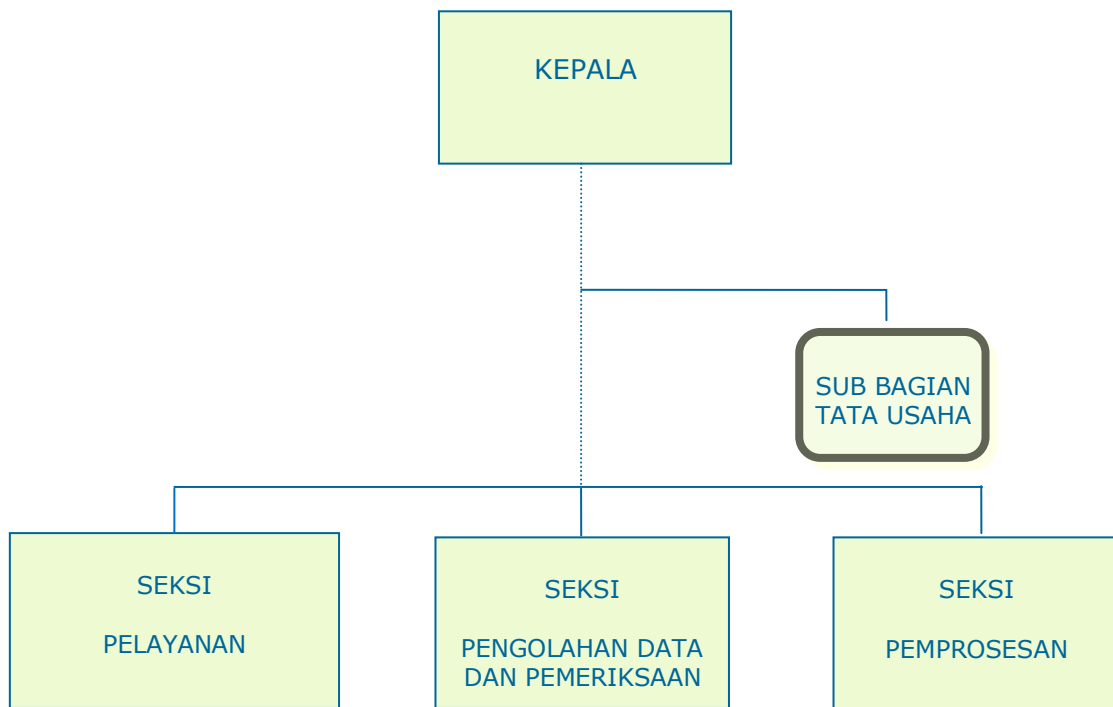 KEPALA
SUB BAGIAN
TATA USAHA
SEKSI
PELAYANAN
SEKSI
PENGOLAHAN DATA
DAN PEMERIKSAAN
SEKSI
PEMPROSESAN